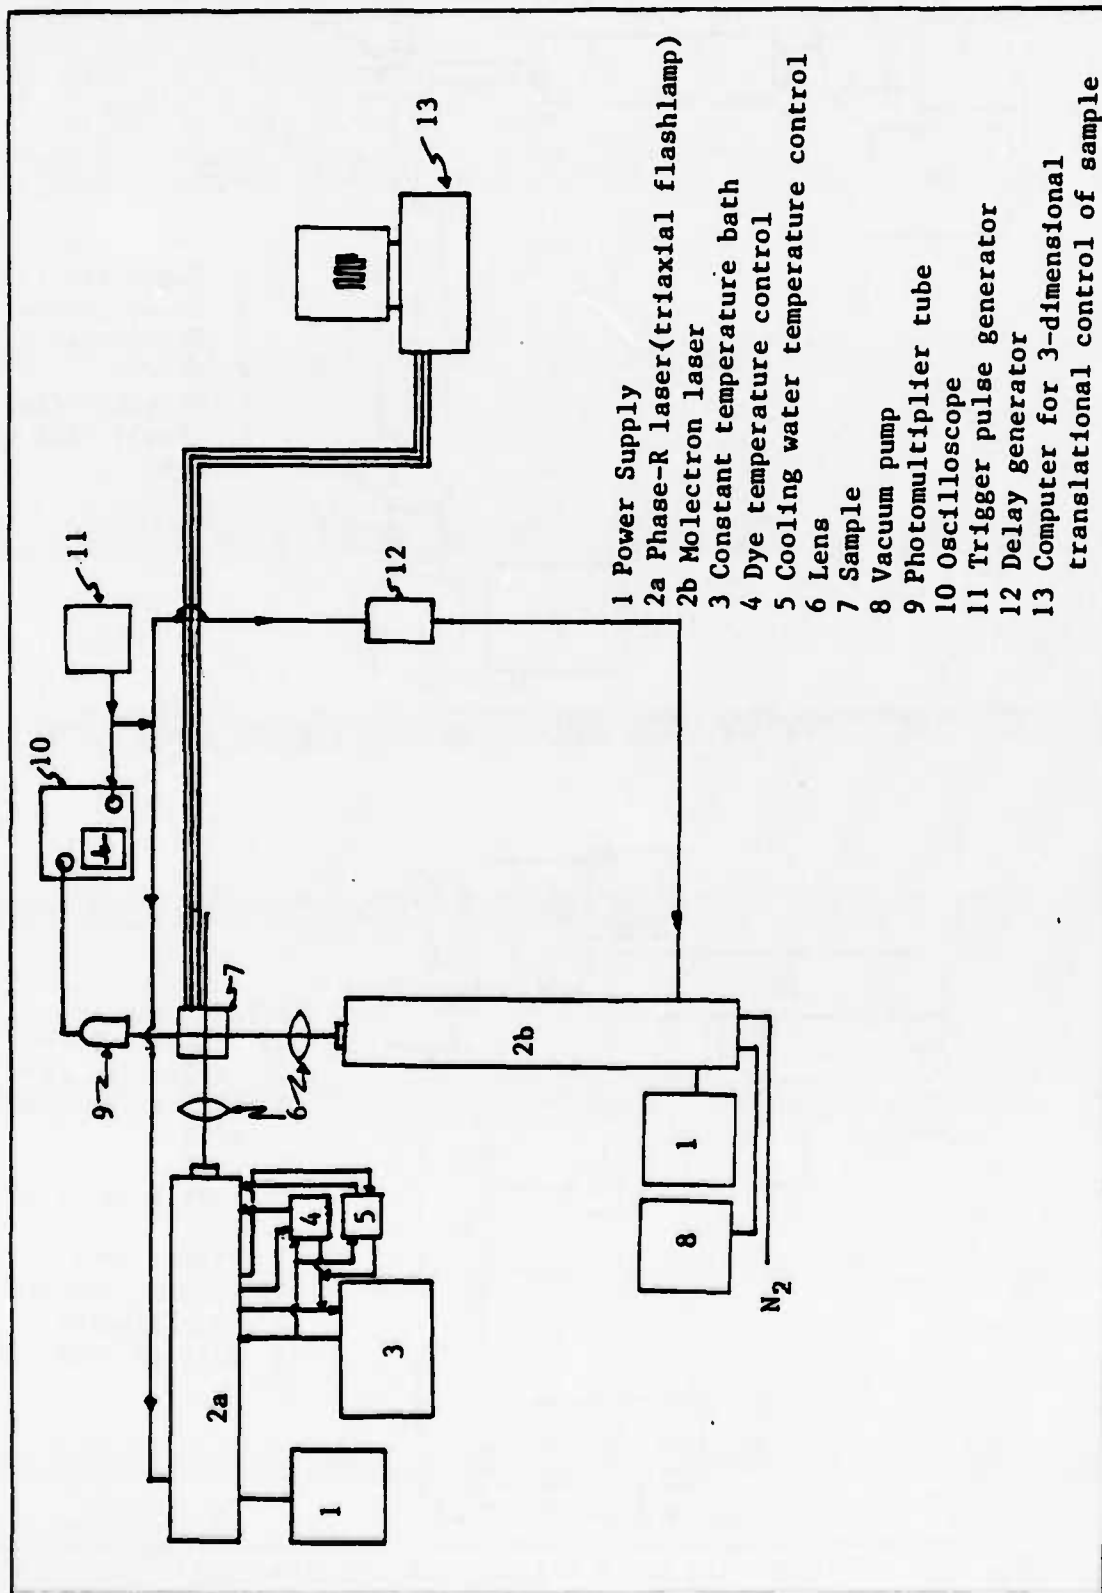 10
11
13
9
7
12
6
2a
4
5
2b
3
1
1
8
N2
1 Power Supply
2a Phase-R laser(triaxial flashlamp)
2b Molectron laser
3 Constant temperature bath
4 Dye temperature control
5 Cooling water temperature control
6 Lens
7 Sample
8 Vacuum pump
9 Photomultiplier tube
10 Oscilloscope
11 Trigger pulse generator
12 Delay generator
13 Computer for 3-dimensional
translational control of sample